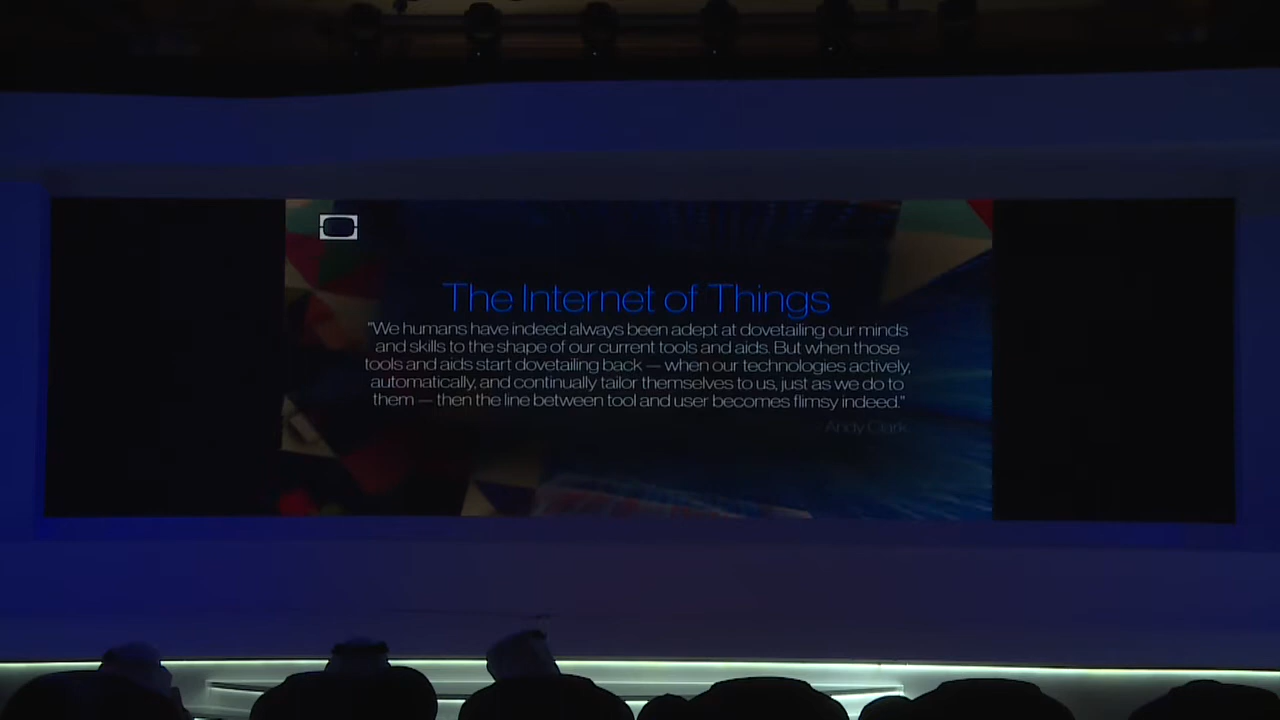 The Internet of Things
"We humans have indeed always been adept at dovetailing our minds
and skills to the shape of our current tools and aids. But when those
tools and aids start dovetailing back — when our technologies actively,
automatically, and continually tailor themselves to us, just as we do to
them — then the line between tool and user becomes flimsy indeed."
Andy Clark